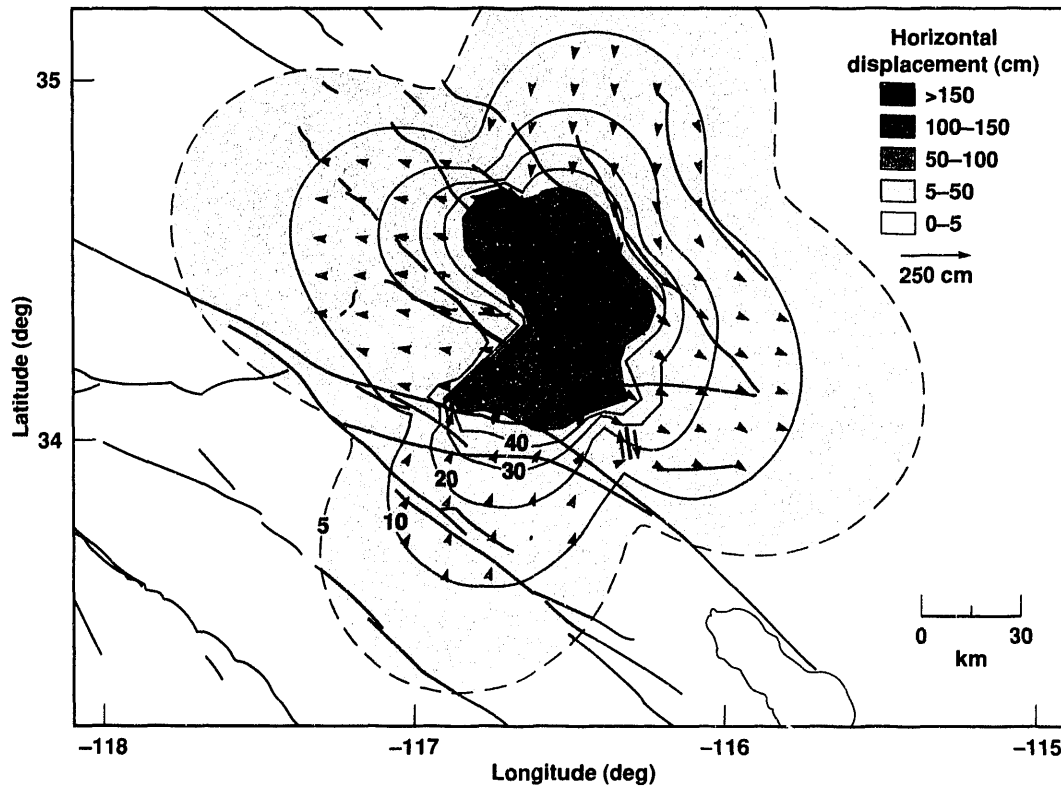 Horizontal
displacement (cm)
>150
100–150
50–100
5–50
0–5
250 cm
35
34
Latitude (deg)
40
30
20
10
5
0 30
km
–118 –117 –116 –115
Longitude (deg)